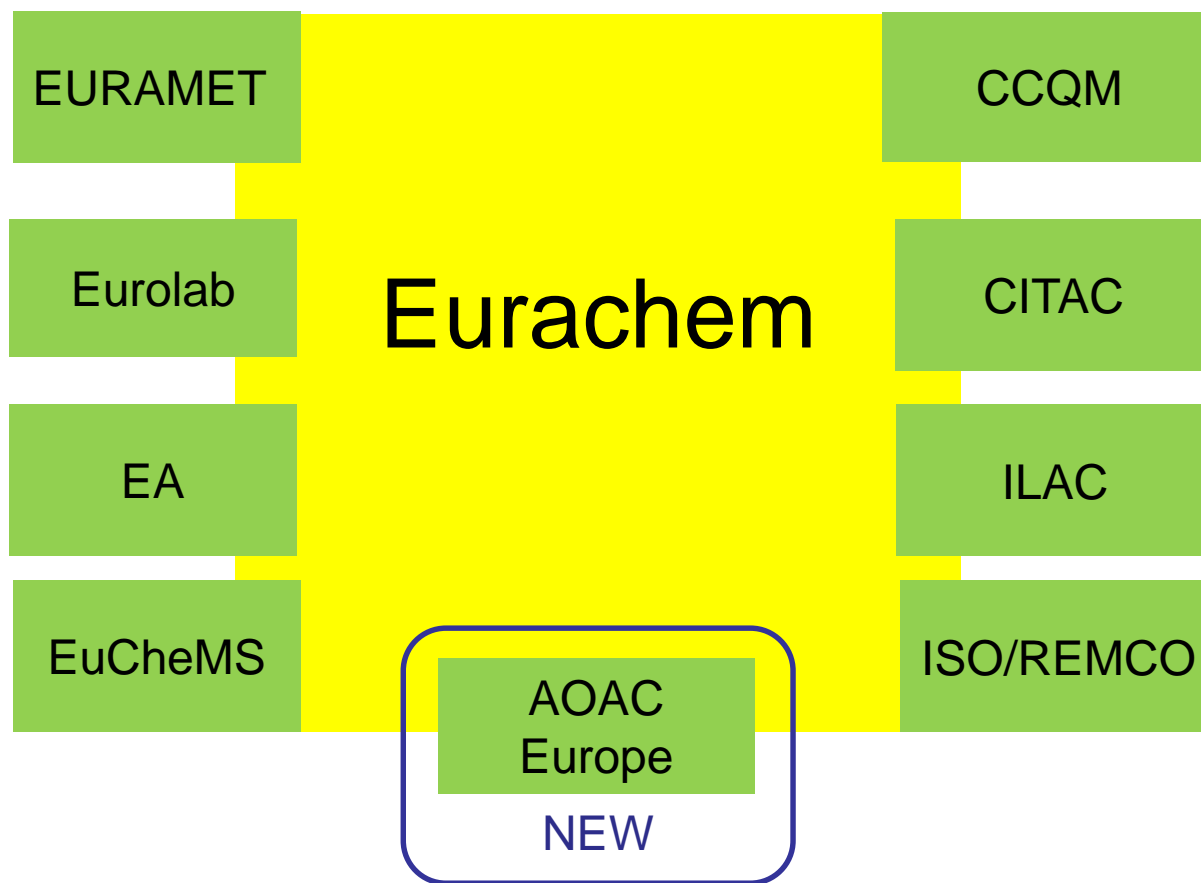 EURAMET
CCQM
Eurolab
Eurachem
CITAC
EA
ILAC
EuCheMS
ISO/REMCO
AOAC
Europe
NEW